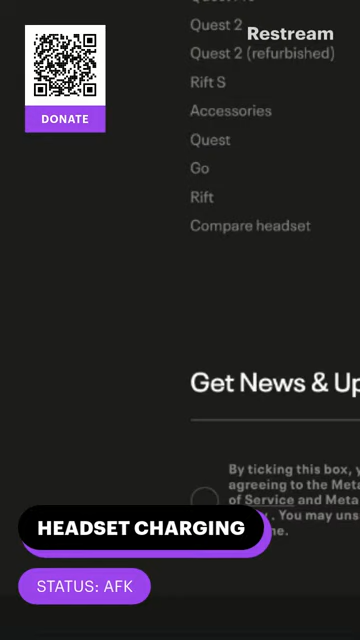 Quest 2
Restream
Quest 2 (refurbished)
Rift S
Accessories
DONATE
Quest
Go
Rift
Compare headset
Get News & Up
By ticking this box, y
agreeing to the Meta
of Service and Meta
. You may uns
HEADSET CHARGING
STATUS: AFK